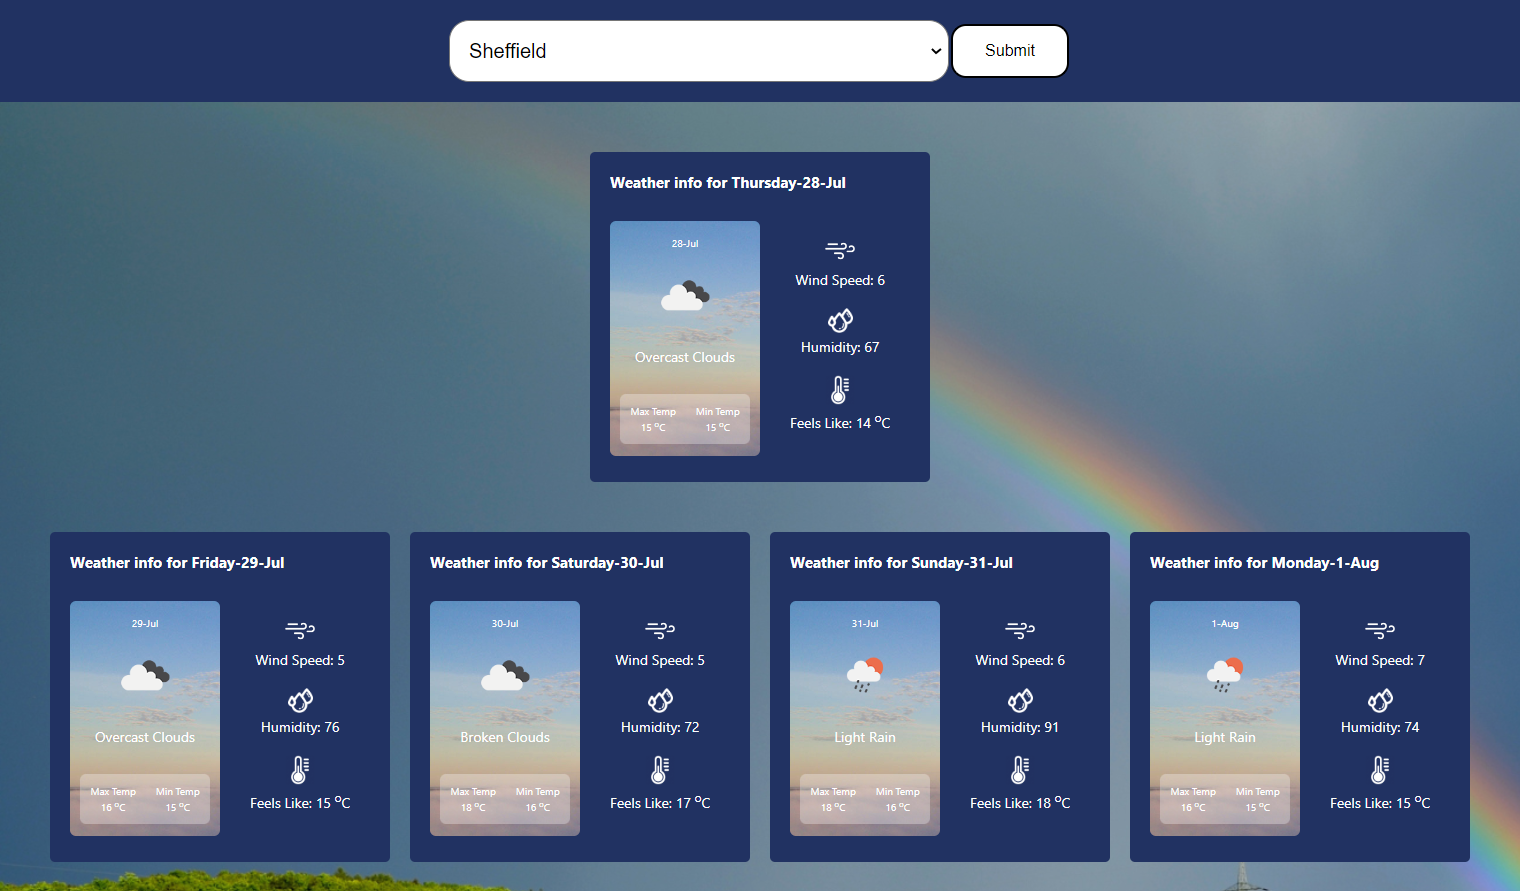 Sheffield
Submit
Weather info for Thursday-28-Jul
28-Jul
Overcast Clouds
Max Temp Min Temp
15 °C 15 °C
Wind Speed: 6
Humidity: 67
Feels Like: 14 °C
Weather info for Friday-29-Jul
29-Jul
Overcast Clouds
Max Temp Min Temp
16 °C 15 °C
Wind Speed: 5
Humidity: 76
Feels Like: 15 °C
Weather info for Saturday-30-Jul
30-Jul
Broken Clouds
Max Temp Min Temp
18 °C 16 °C
Wind Speed: 5
Humidity: 72
Feels Like: 17 °C
Weather info for Sunday-31-Jul
31-Jul
Light Rain
Max Temp Min Temp
18 °C 16 °C
Wind Speed: 6
Humidity: 91
Feels Like: 18 °C
Weather info for Monday-1-Aug
1-Aug
Light Rain
Max Temp Min Temp
16 °C 15 °C
Wind Speed: 7
Humidity: 74
Feels Like: 15 °C